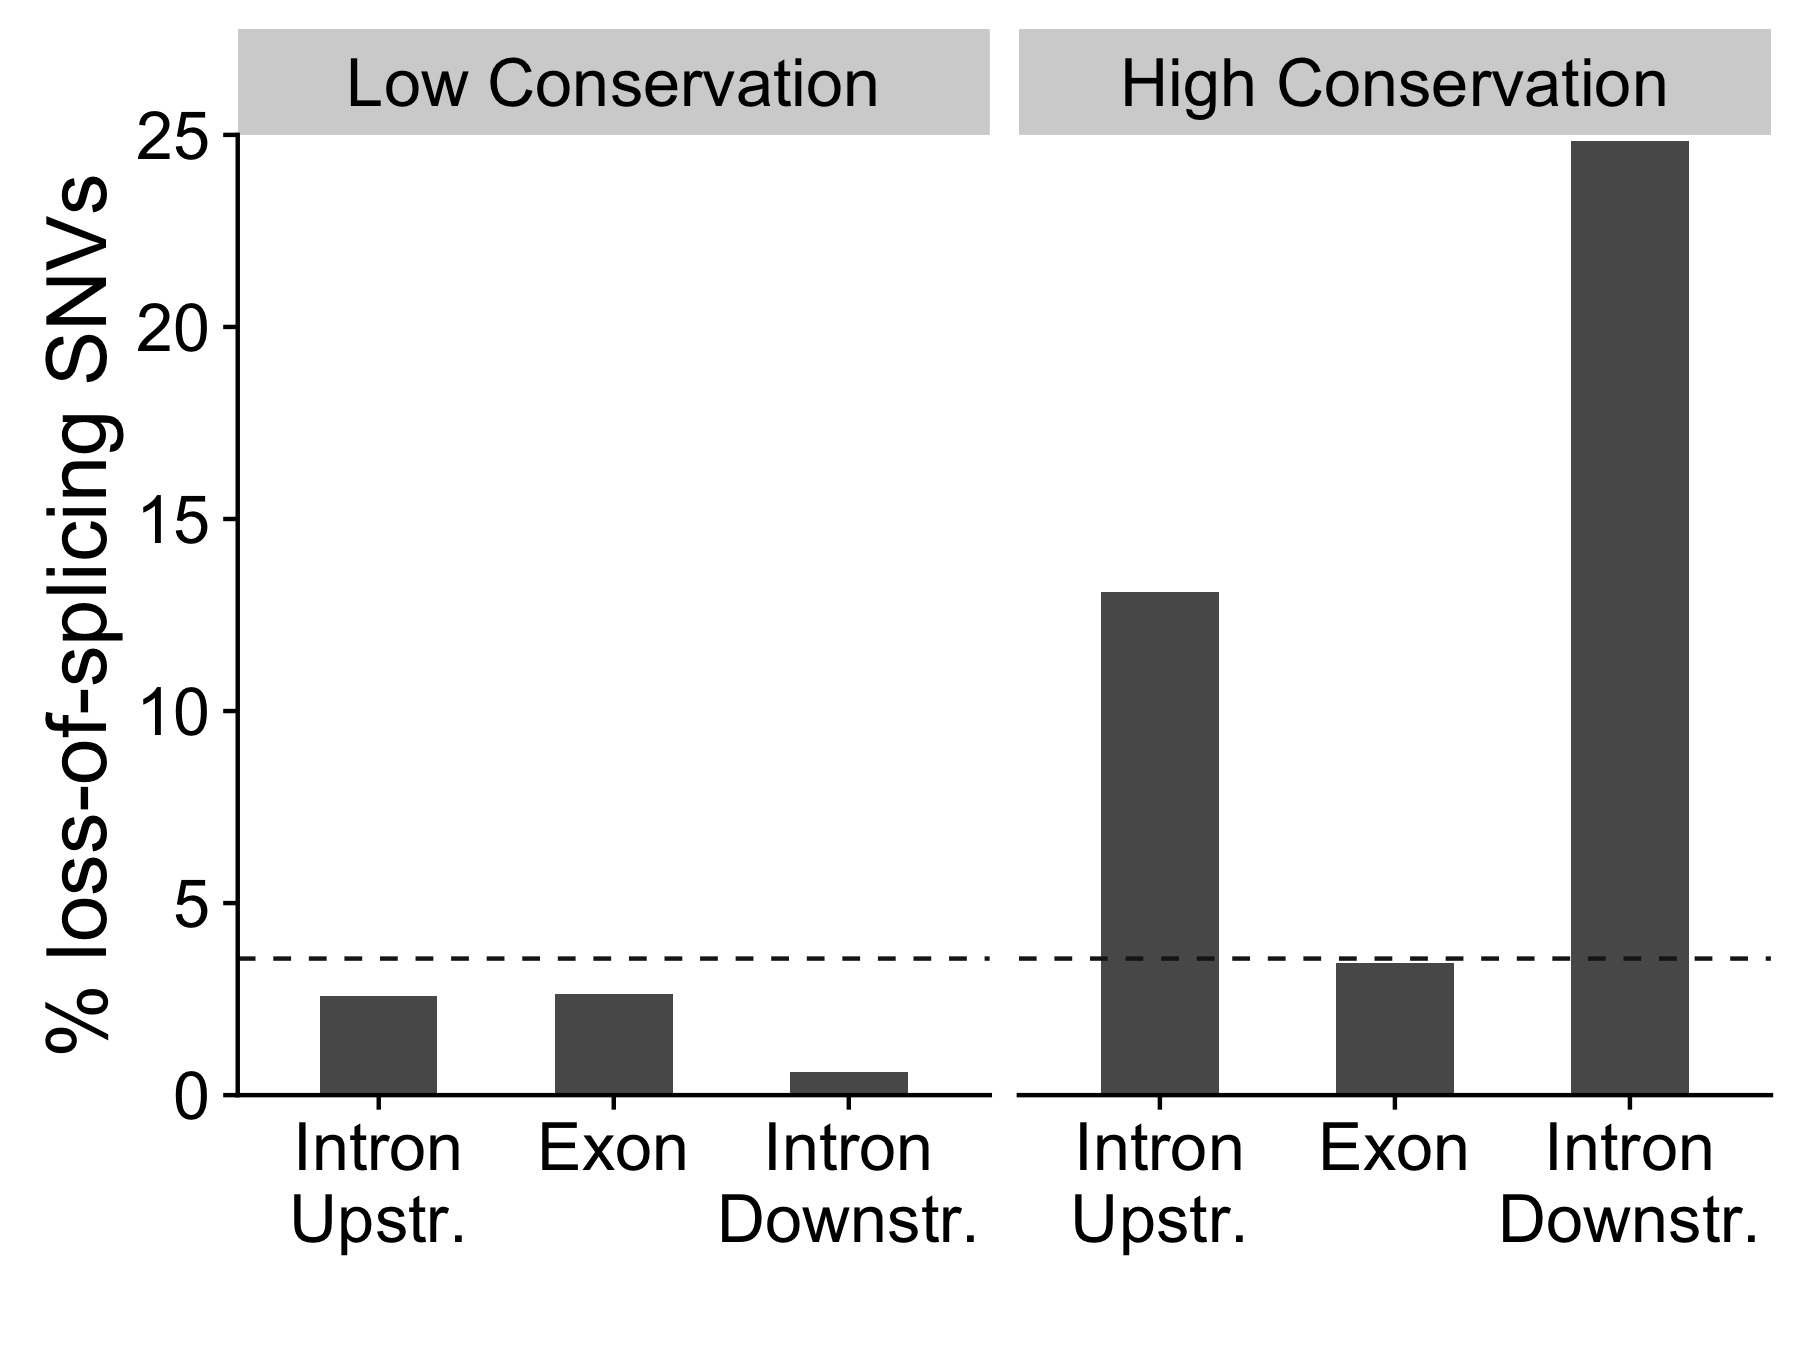 Low Conservation
High Conservation
% loss-of-splicing SNVs
25
20
15
10
5
0
Intron
Upstr.
Exon
Intron
Downstr.
Intron
Upstr.
Exon
Intron
Downstr.